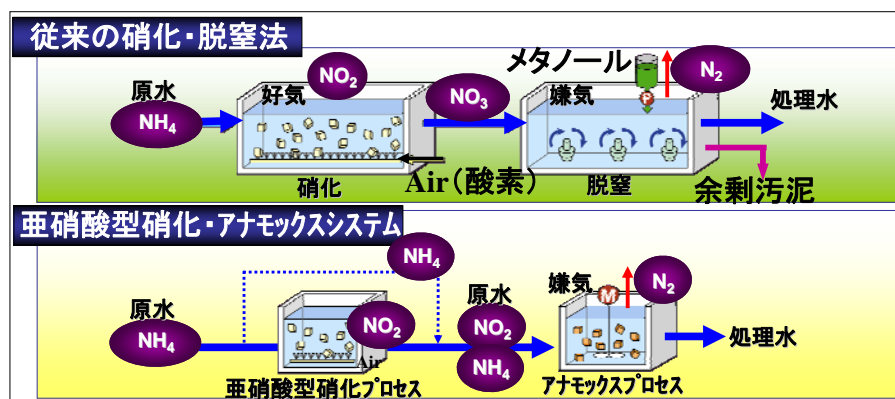 従来の硝化・脱窒法
メタノール
N2
原水
好気
NO2
NO3
嫌気
P
処理水
NH4
硝化
Air(酸素)
脱窒
余剰汚泥
亜硝酸型硝化・アナモックスシステム
NH4
原水
原水
嫌気
M
N2
NH4
NO2
NO2
NH4
処理水
Air
亜硝酸型硝化プロセス
アナモックスプロセス